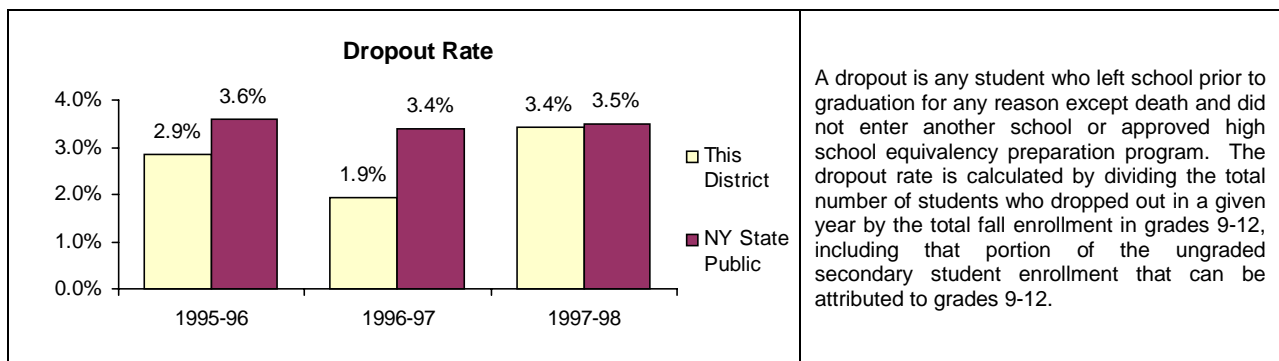 Dropout Rate
4.0%
3.0%
2.0%
1.0%
0.0%
2.9%
3.6%
1.9%
3.4%
3.4%
3.5%
1995-96
1996-97
1997-98
This
District
NY State
Public
A dropout is any student who left school prior to
graduation for any reason except death and did
not enter another school or approved high
school equivalency preparation program. The
dropout rate is calculated by dividing the total
number of students who dropped out in a given
year by the total fall enrollment in grades 9-12,
including that portion of the ungraded
secondary student enrollment that can be
attributed to grades 9-12.